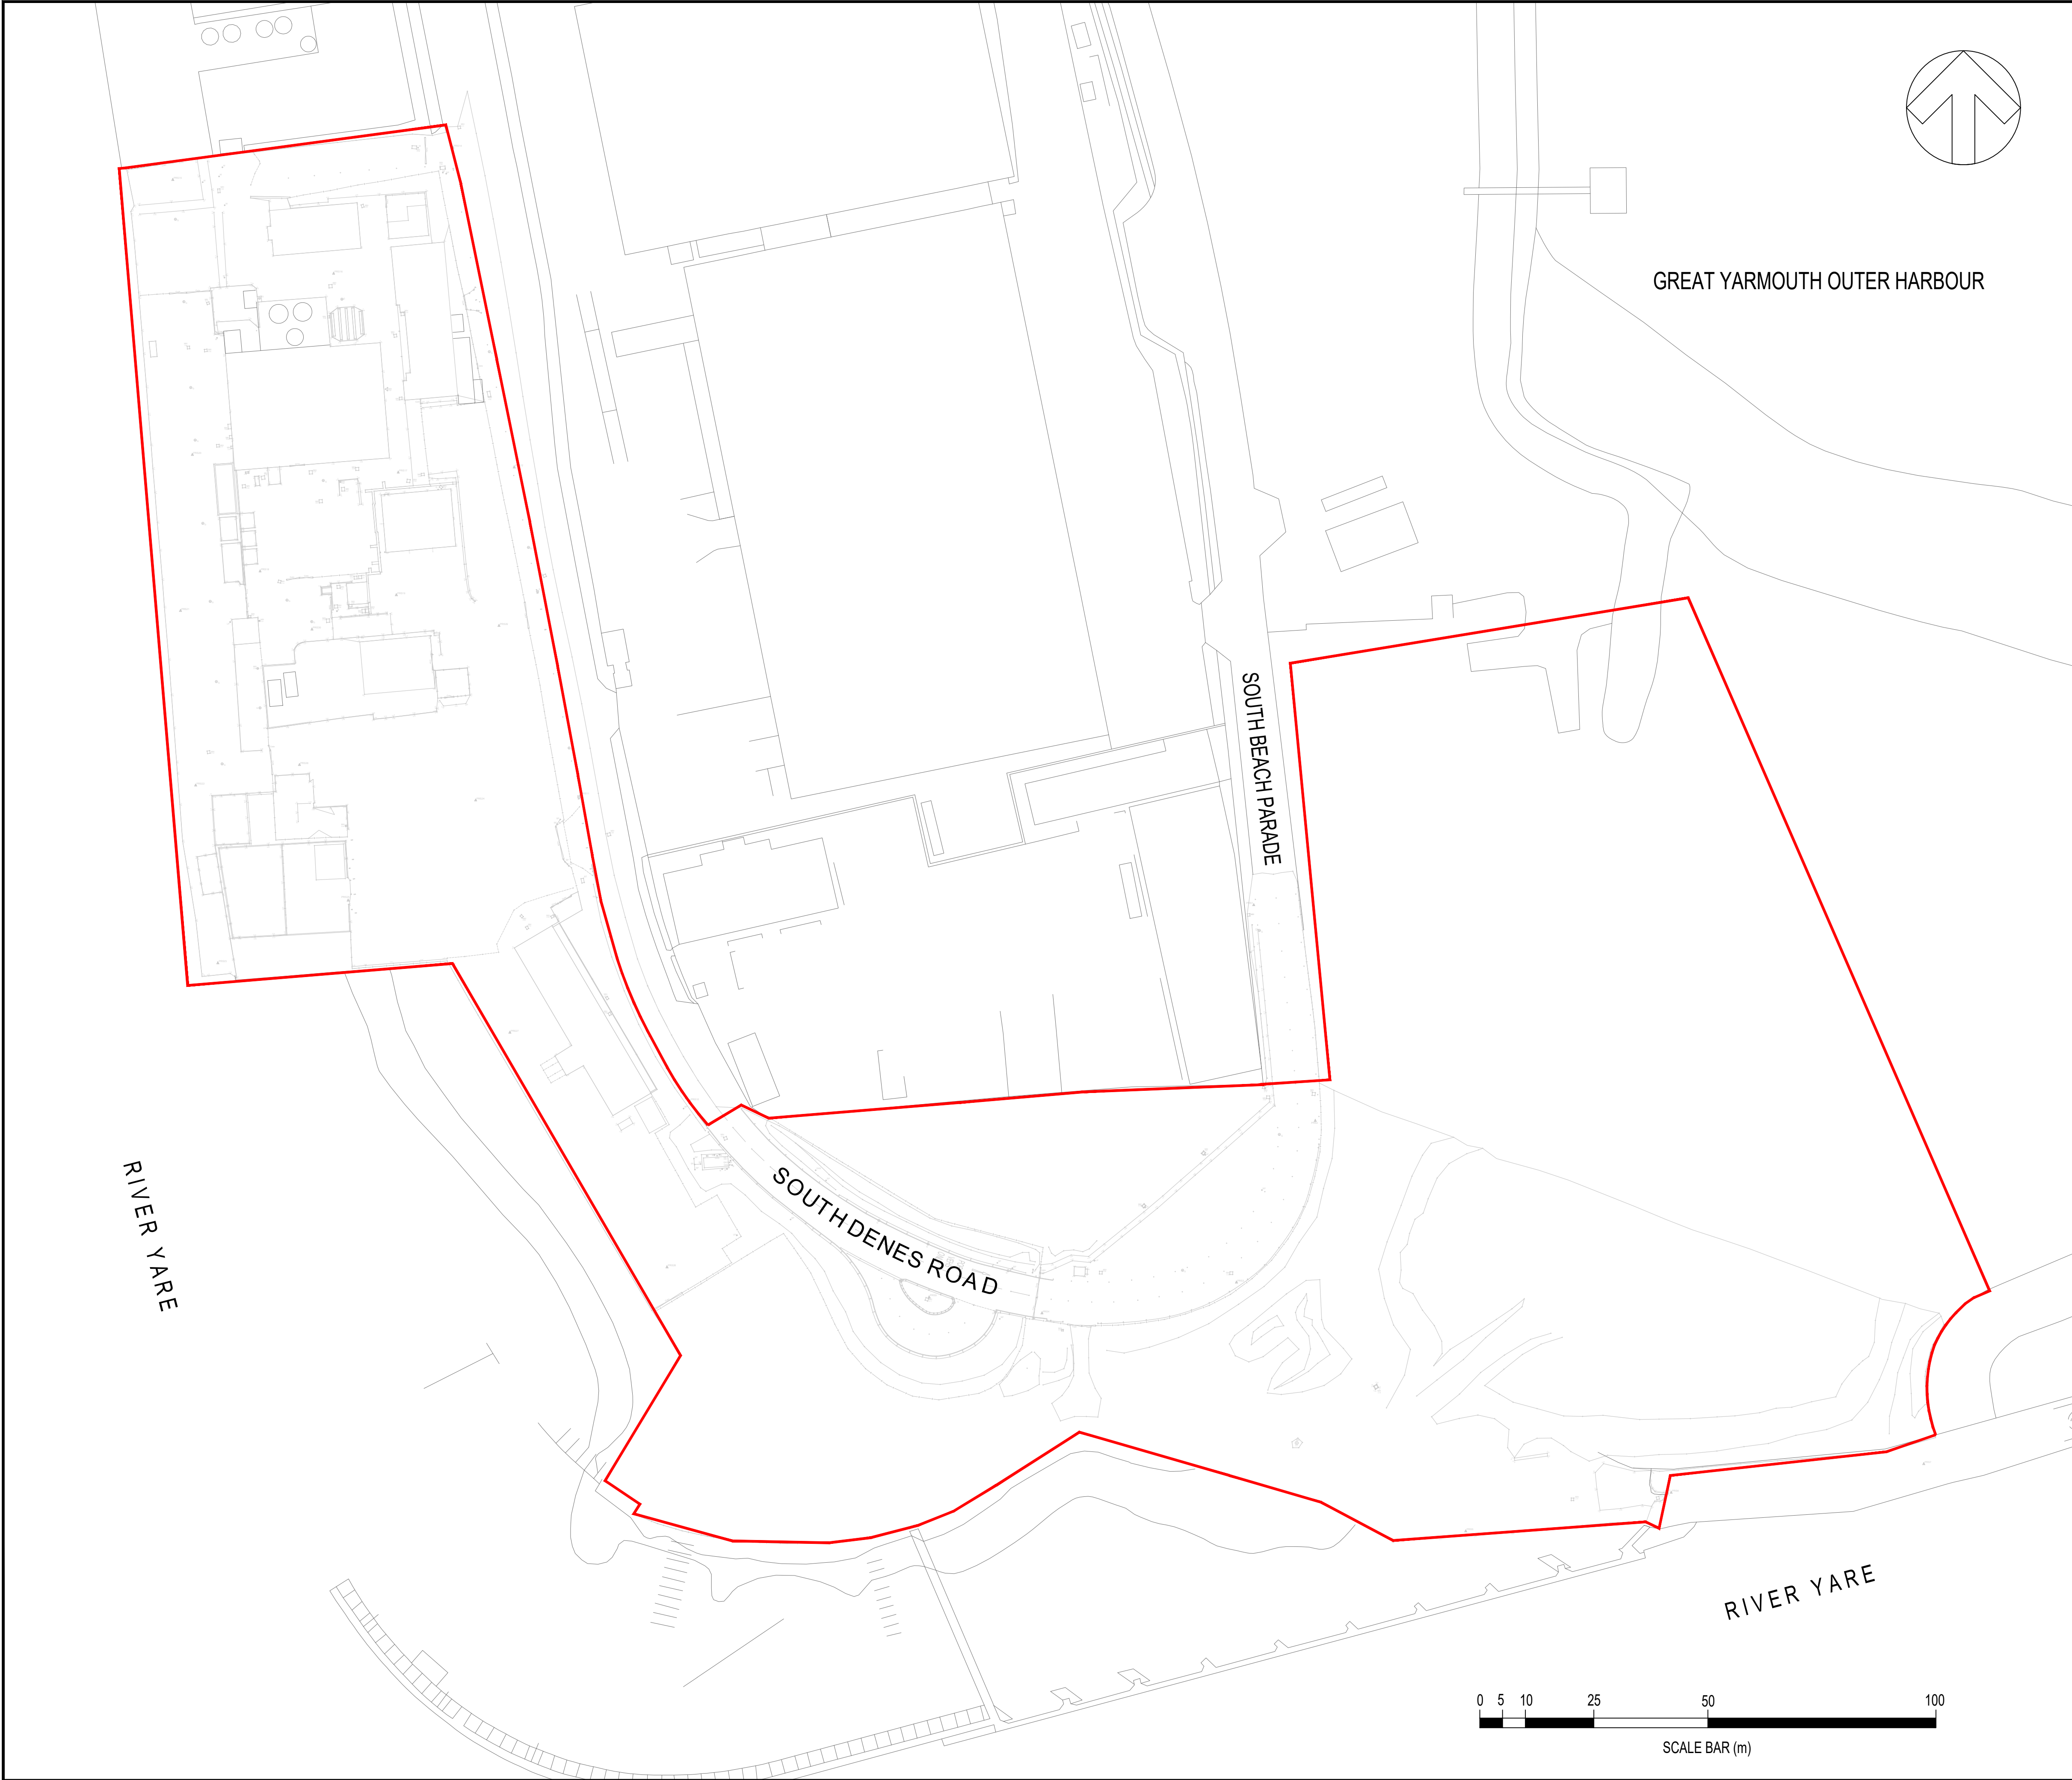 GREAT YARMOUTH OUTER HARBOUR
SOUTH BEACH PARADE
SOUTH DENES ROAD
RIVER YARE
RIVER YARE
0 5 10 25 50 100
SCALE BAR (m)